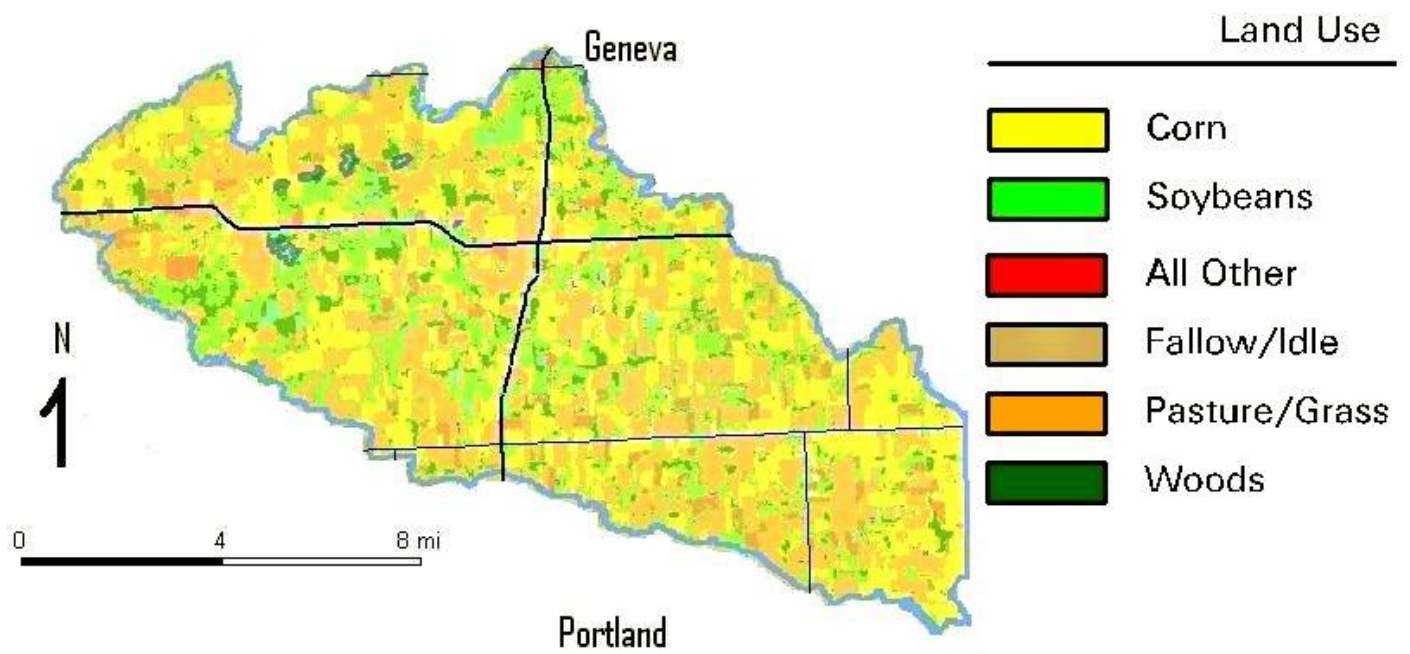 Geneva
Land Use
Corn
Soybeans
All Other
Fallow/Idle
Pasture/Grass
Woods
N
0 4 8 mi
Portland